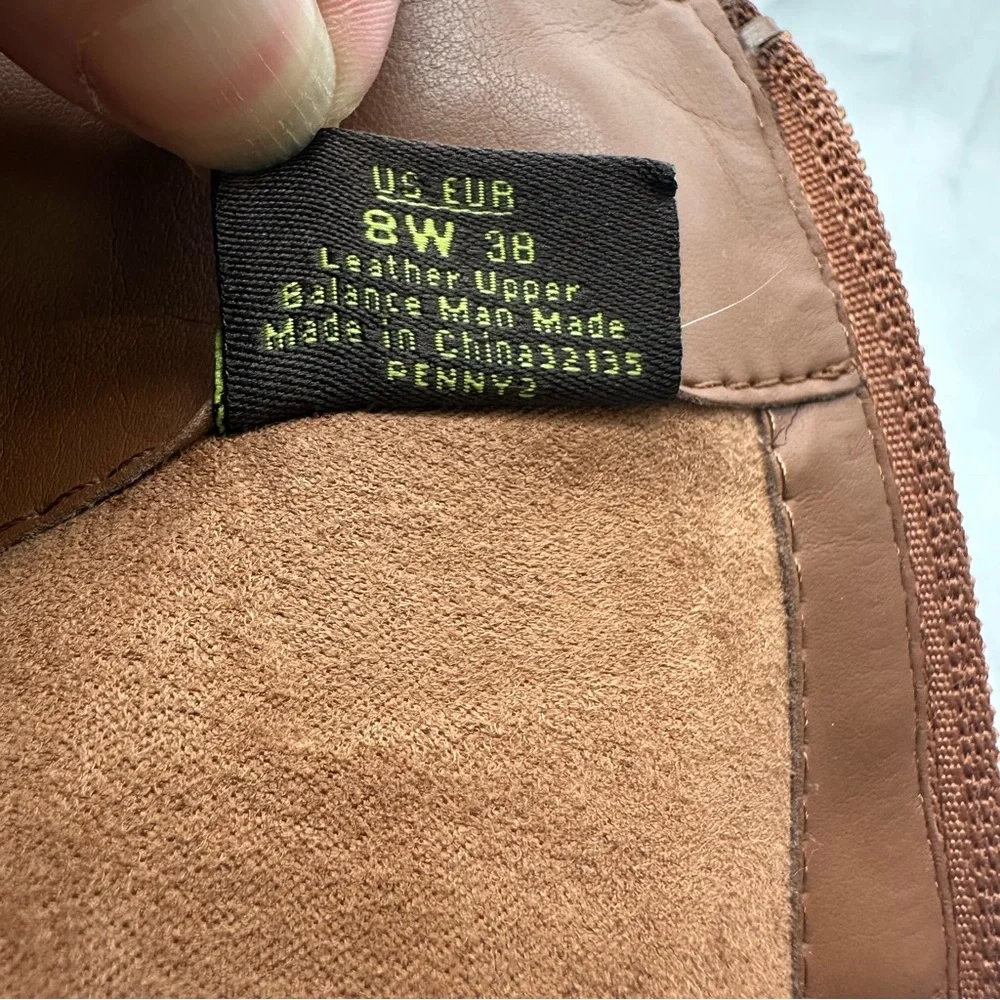 US EUR
8W 38
Leather Upper
Balance Man Made
Made in China32135
PENNY2